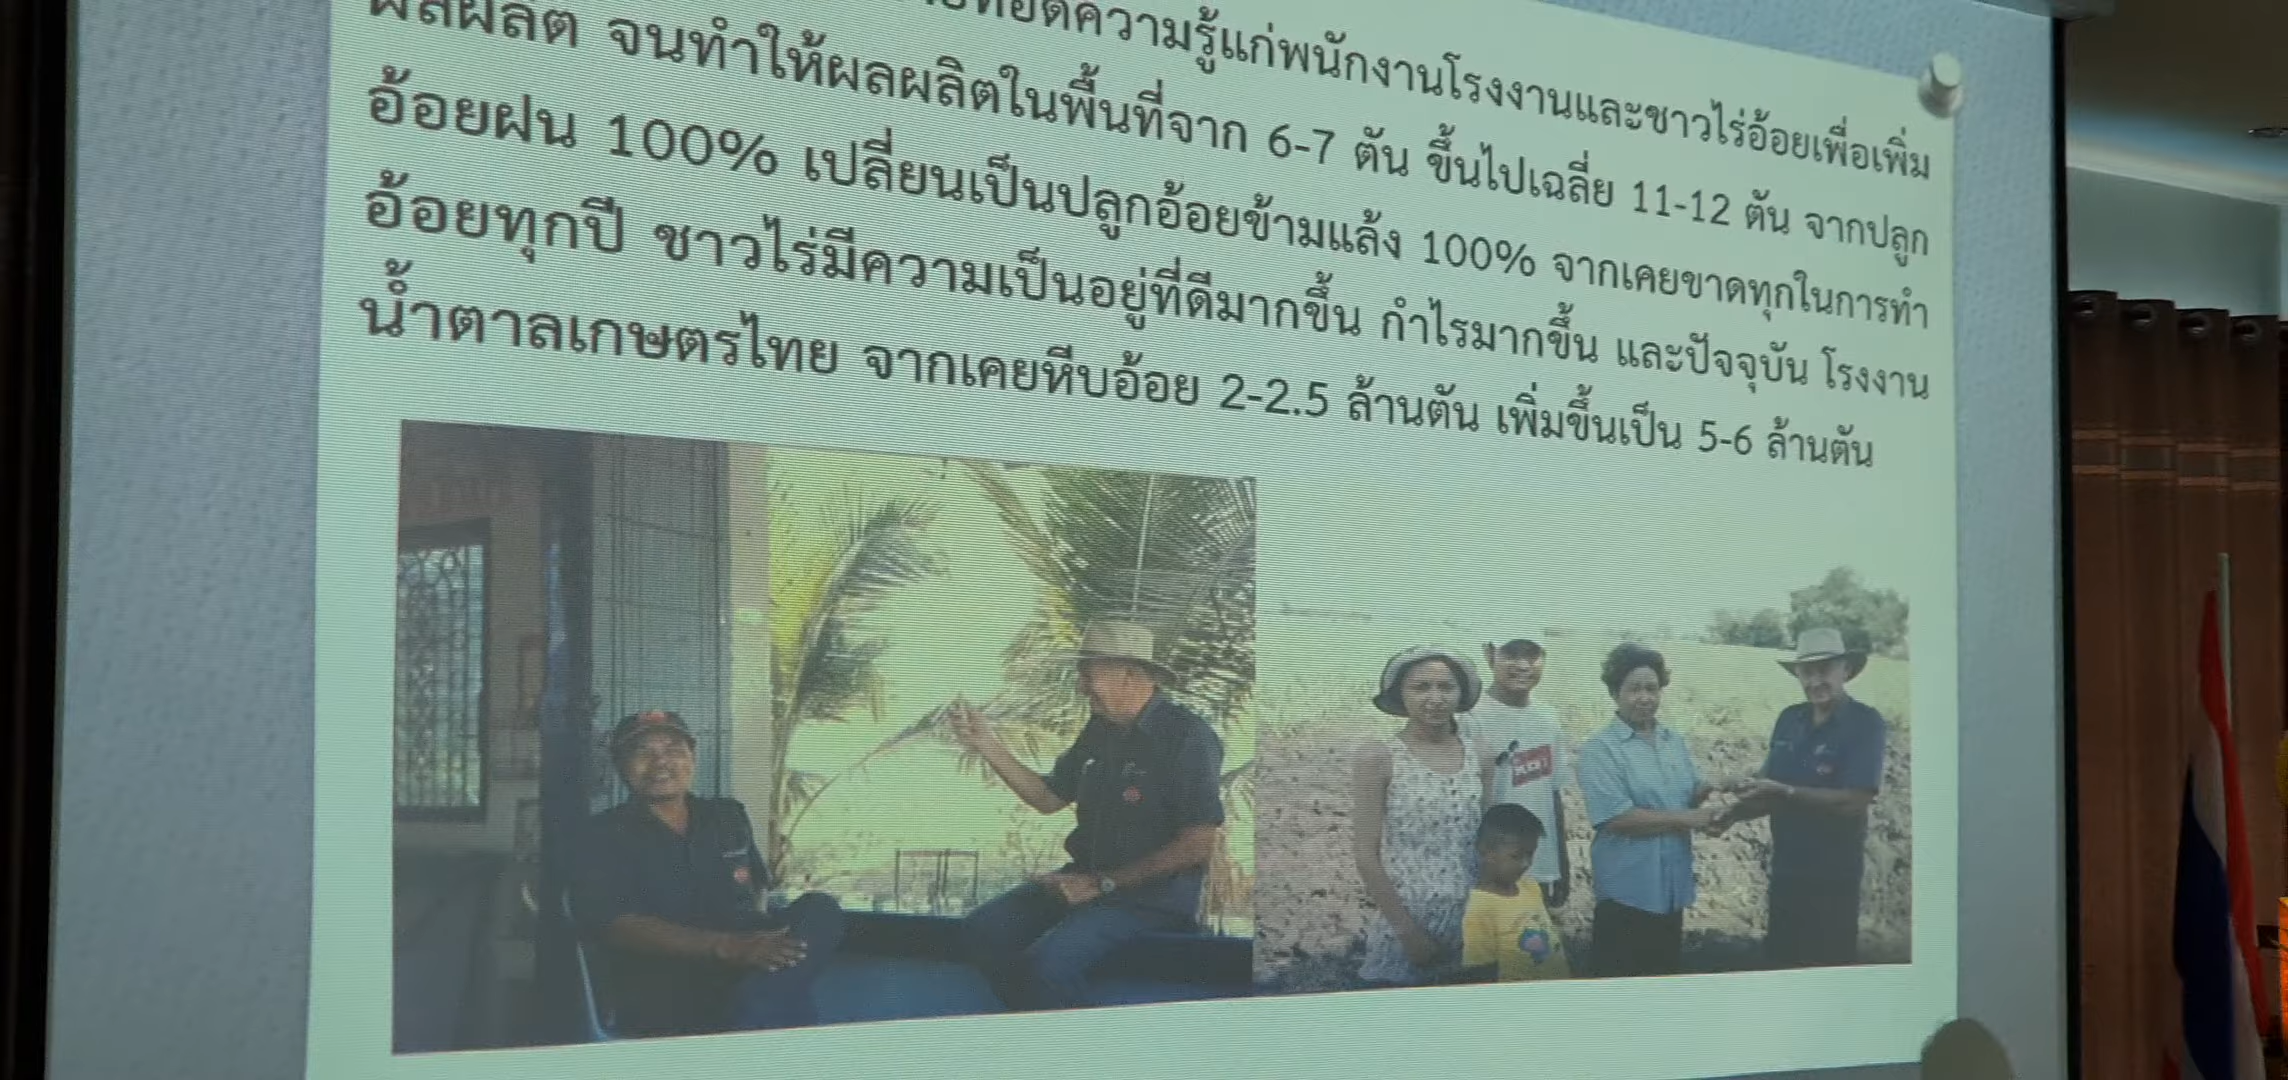 ความรู้แก่พนักงานโรงงานและชาวไร่อ้อยเพื่อเพิ่ม
ผลผลิต จนทำให้ผลผลิตในพื้นที่จาก 6-7 ตัน ขึ้นไปเฉลี่ย 11-12 ตัน จากปลูก
อ้อยฝน 100% เปลี่ยนเป็นปลูกอ้อยข้ามแล้ง 100% จากเคยขาดทุกในการทำ
อ้อยทุกปี ชาวไร่มีความเป็นอยู่ที่ดีมากขึ้น กำไรมากขึ้น และปัจจุบัน โรงงาน
น้ำตาลเกษตรไทย จากเคยหีบอ้อย 2-2.5 ล้านตัน เพิ่มขึ้นเป็น 5-6 ล้านตัน